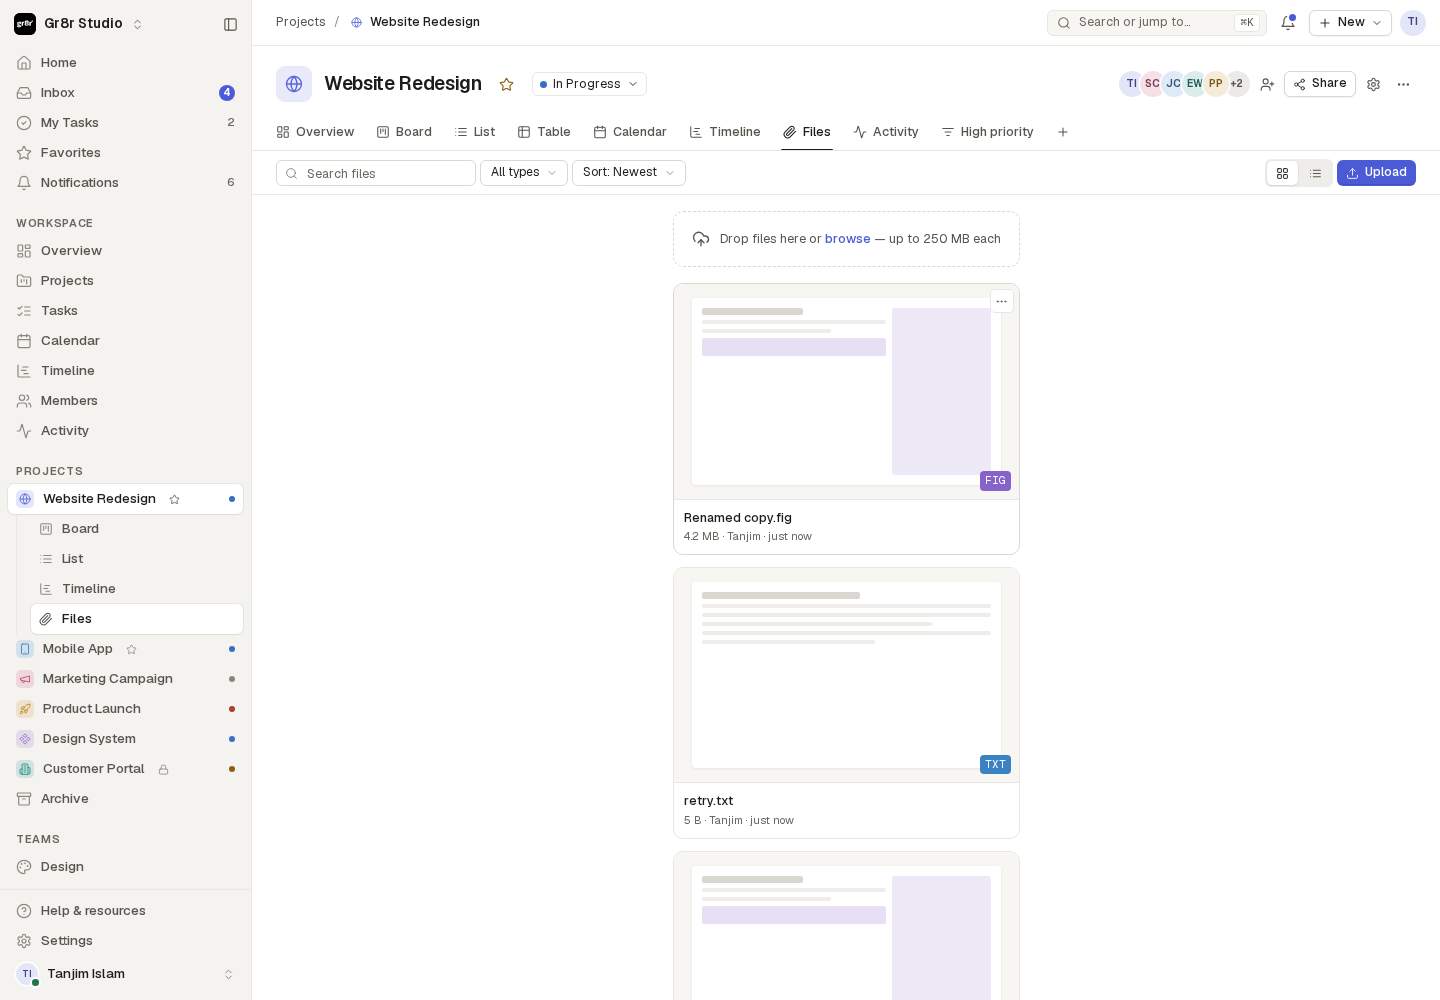 gr8r
Gr8r Studio
Home
Inbox
4
My Tasks
2
Favorites
Notifications
6
WORKSPACE
Overview
Projects
Tasks
Calendar
Timeline
Members
Activity
PROJECTS
Website Redesign
Board
List
Timeline
Files
Mobile App
Marketing Campaign
Product Launch
Design System
Customer Portal
Archive
TEAMS
Design
Help & resources
Settings
TI
Tanjim Islam
Projects / Website Redesign
Search or jump to…
⌘K
New
TI
Website Redesign
In Progress
TI SC JC EW PP +2
Share
Overview
Board
List
Table
Calendar
Timeline
Files
Activity
High priority
Search files
All types
Sort: Newest
Upload
Drop files here or browse — up to 250 MB each
FIG
Renamed copy.fig
4.2 MB · Tanjim · just now
TXT
retry.txt
5 B · Tanjim · just now